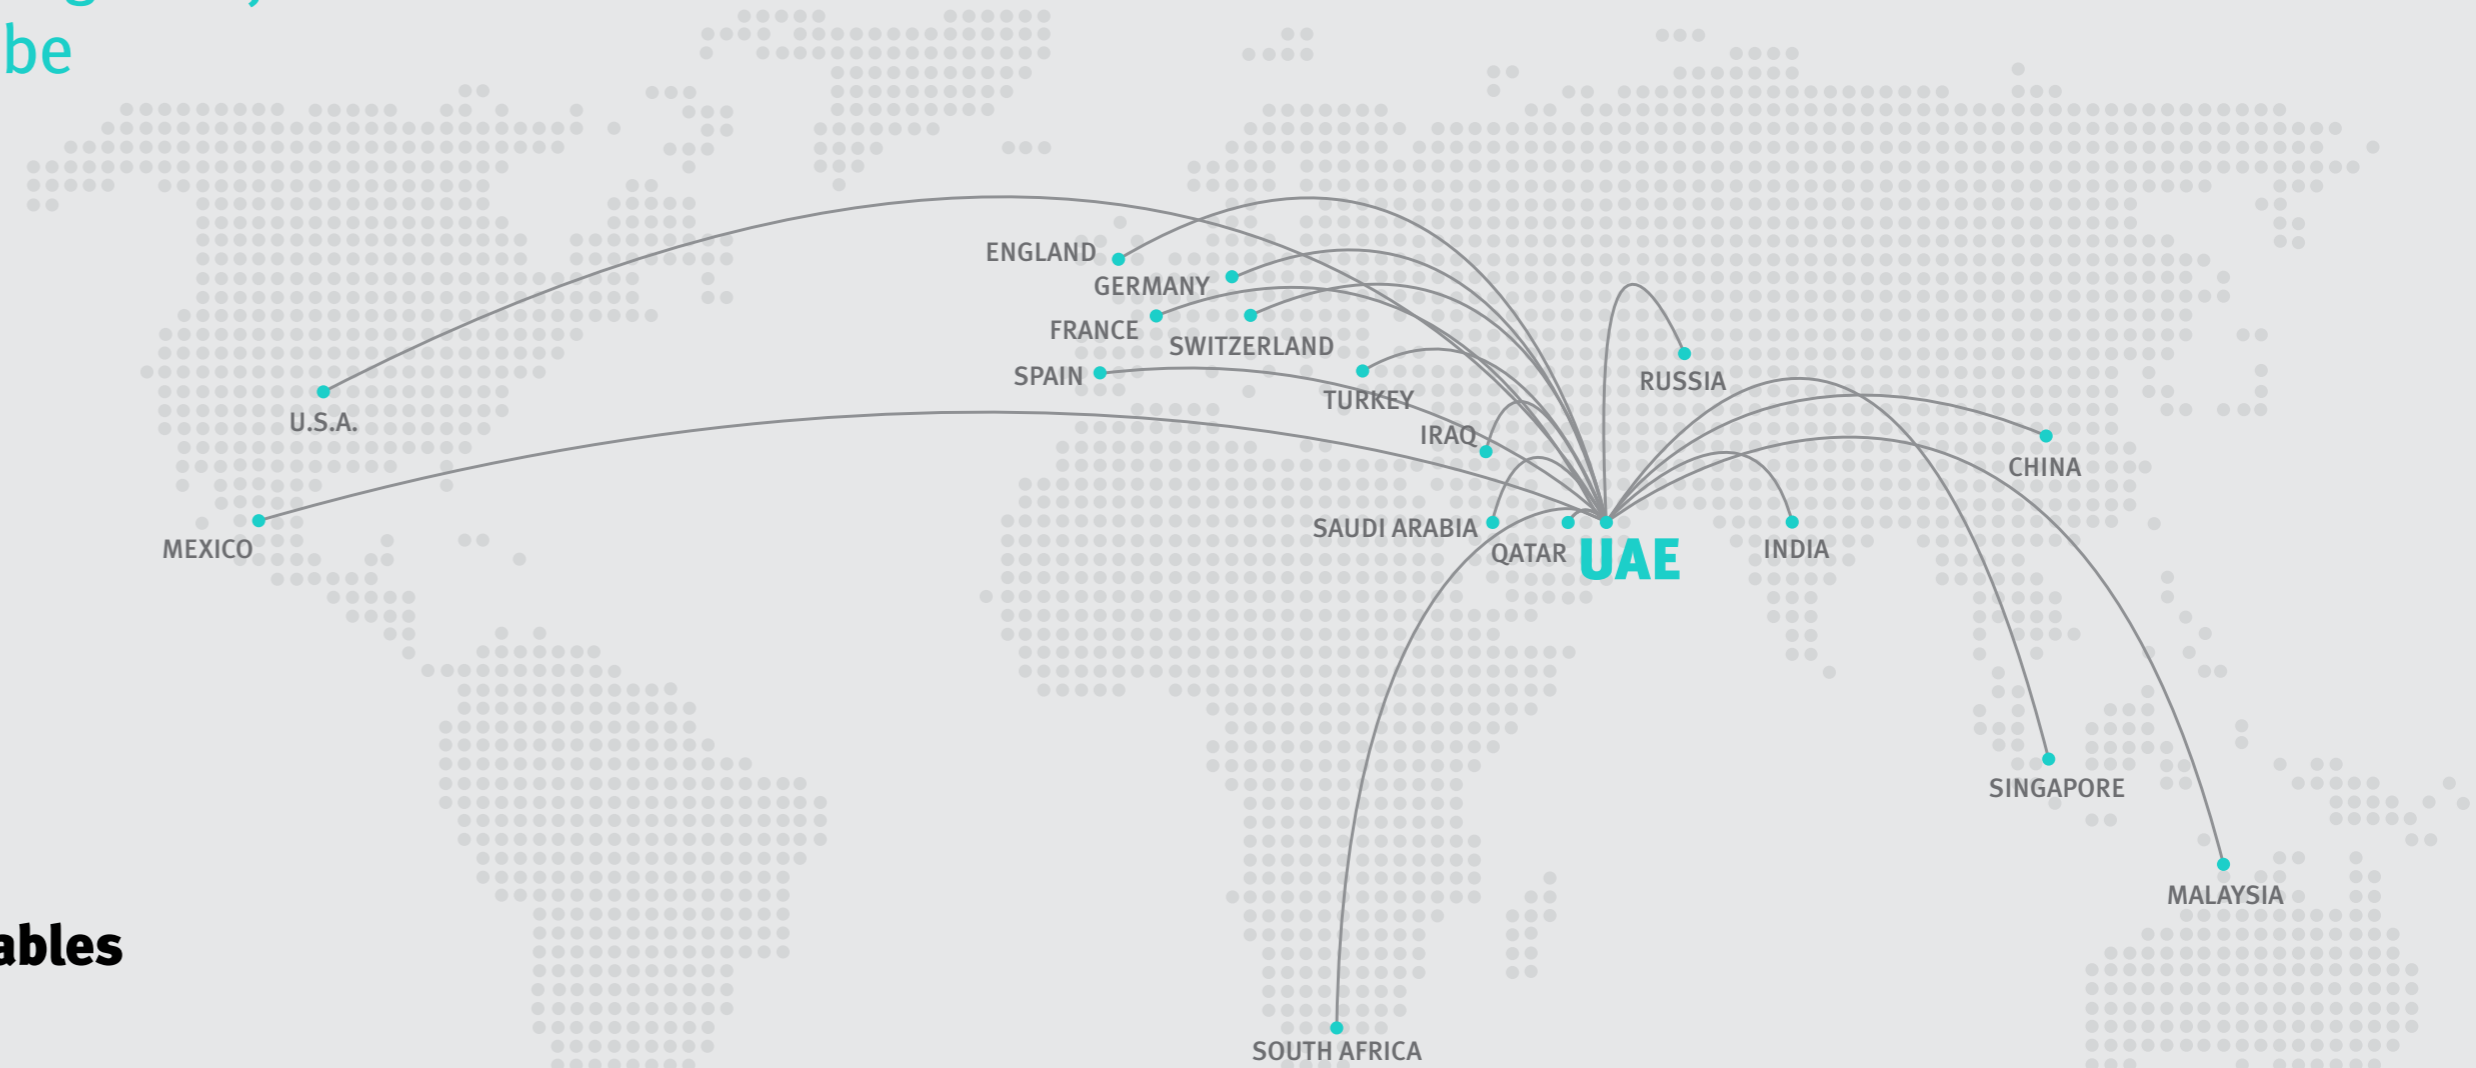 be
ENGLAND
GERMANY
FRANCE
SWITZERLAND
SPAIN
TURKEY
RUSSIA
U.S.A.
IRAQ
CHINA
MEXICO
SAUDI ARABIA
QATAR
UAE
INDIA
SINGAPORE
MALAYSIA
ables
SOUTH AFRICA